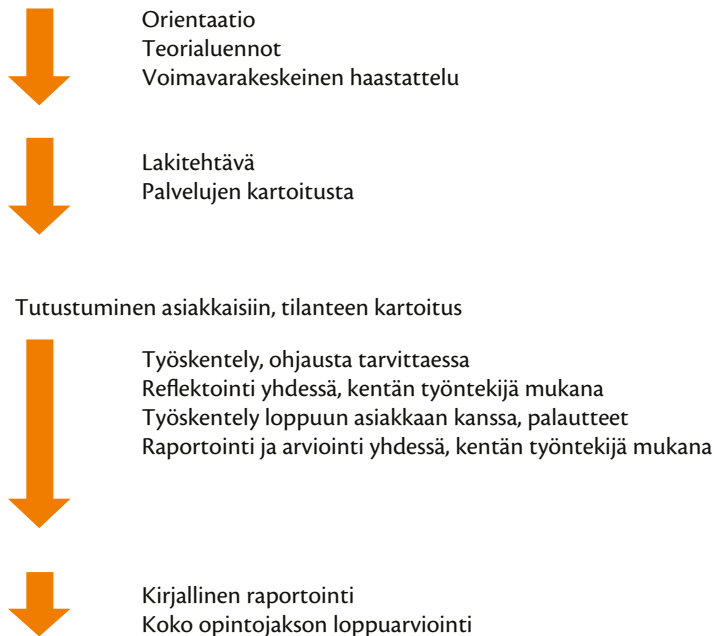 Orientaatio
Teorialuennot
Voimavarakeskeinen haastattelu
Lakitehtävä
Palvelujen kartoitusta
Tutustuminen asiakkaisiin, tilanteen kartoitus
Työskentely, ohjausta tarvittaessa
Reflektointi yhdessä, kentän työntekijä mukana
Työskentely loppuun asiakkaan kanssa, palautteet
Raportointi ja arviointi yhdessä, kentän työntekijä mukana
Kirjallinen raportointi
Koko opintojakson loppuarviointi